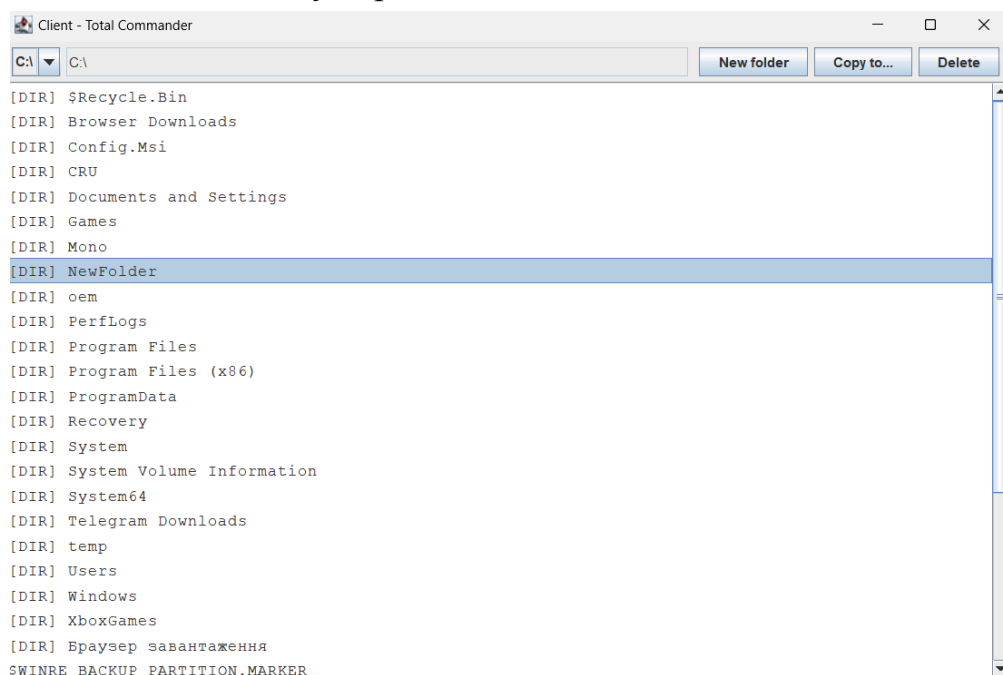 Client - Total Commander
C:\ C:\ New folder Copy to... Delete
[DIR] $Recycle.Bin
[DIR] Browser Downloads
[DIR] Config.Msi
[DIR] CRU
[DIR] Documents and Settings
[DIR] Games
[DIR] Mono
[DIR] NewFolder
[DIR] oem
[DIR] PerfLogs
[DIR] Program Files
[DIR] Program Files (x86)
[DIR] ProgramData
[DIR] Recovery
[DIR] System
[DIR] System Volume Information
[DIR] System64
[DIR] Telegram Downloads
[DIR] temp
[DIR] Users
[DIR] Windows
[DIR] XboxGames
[DIR] Браузер завантаження
$WINRE_BACKUP_PARTITION.MARKER